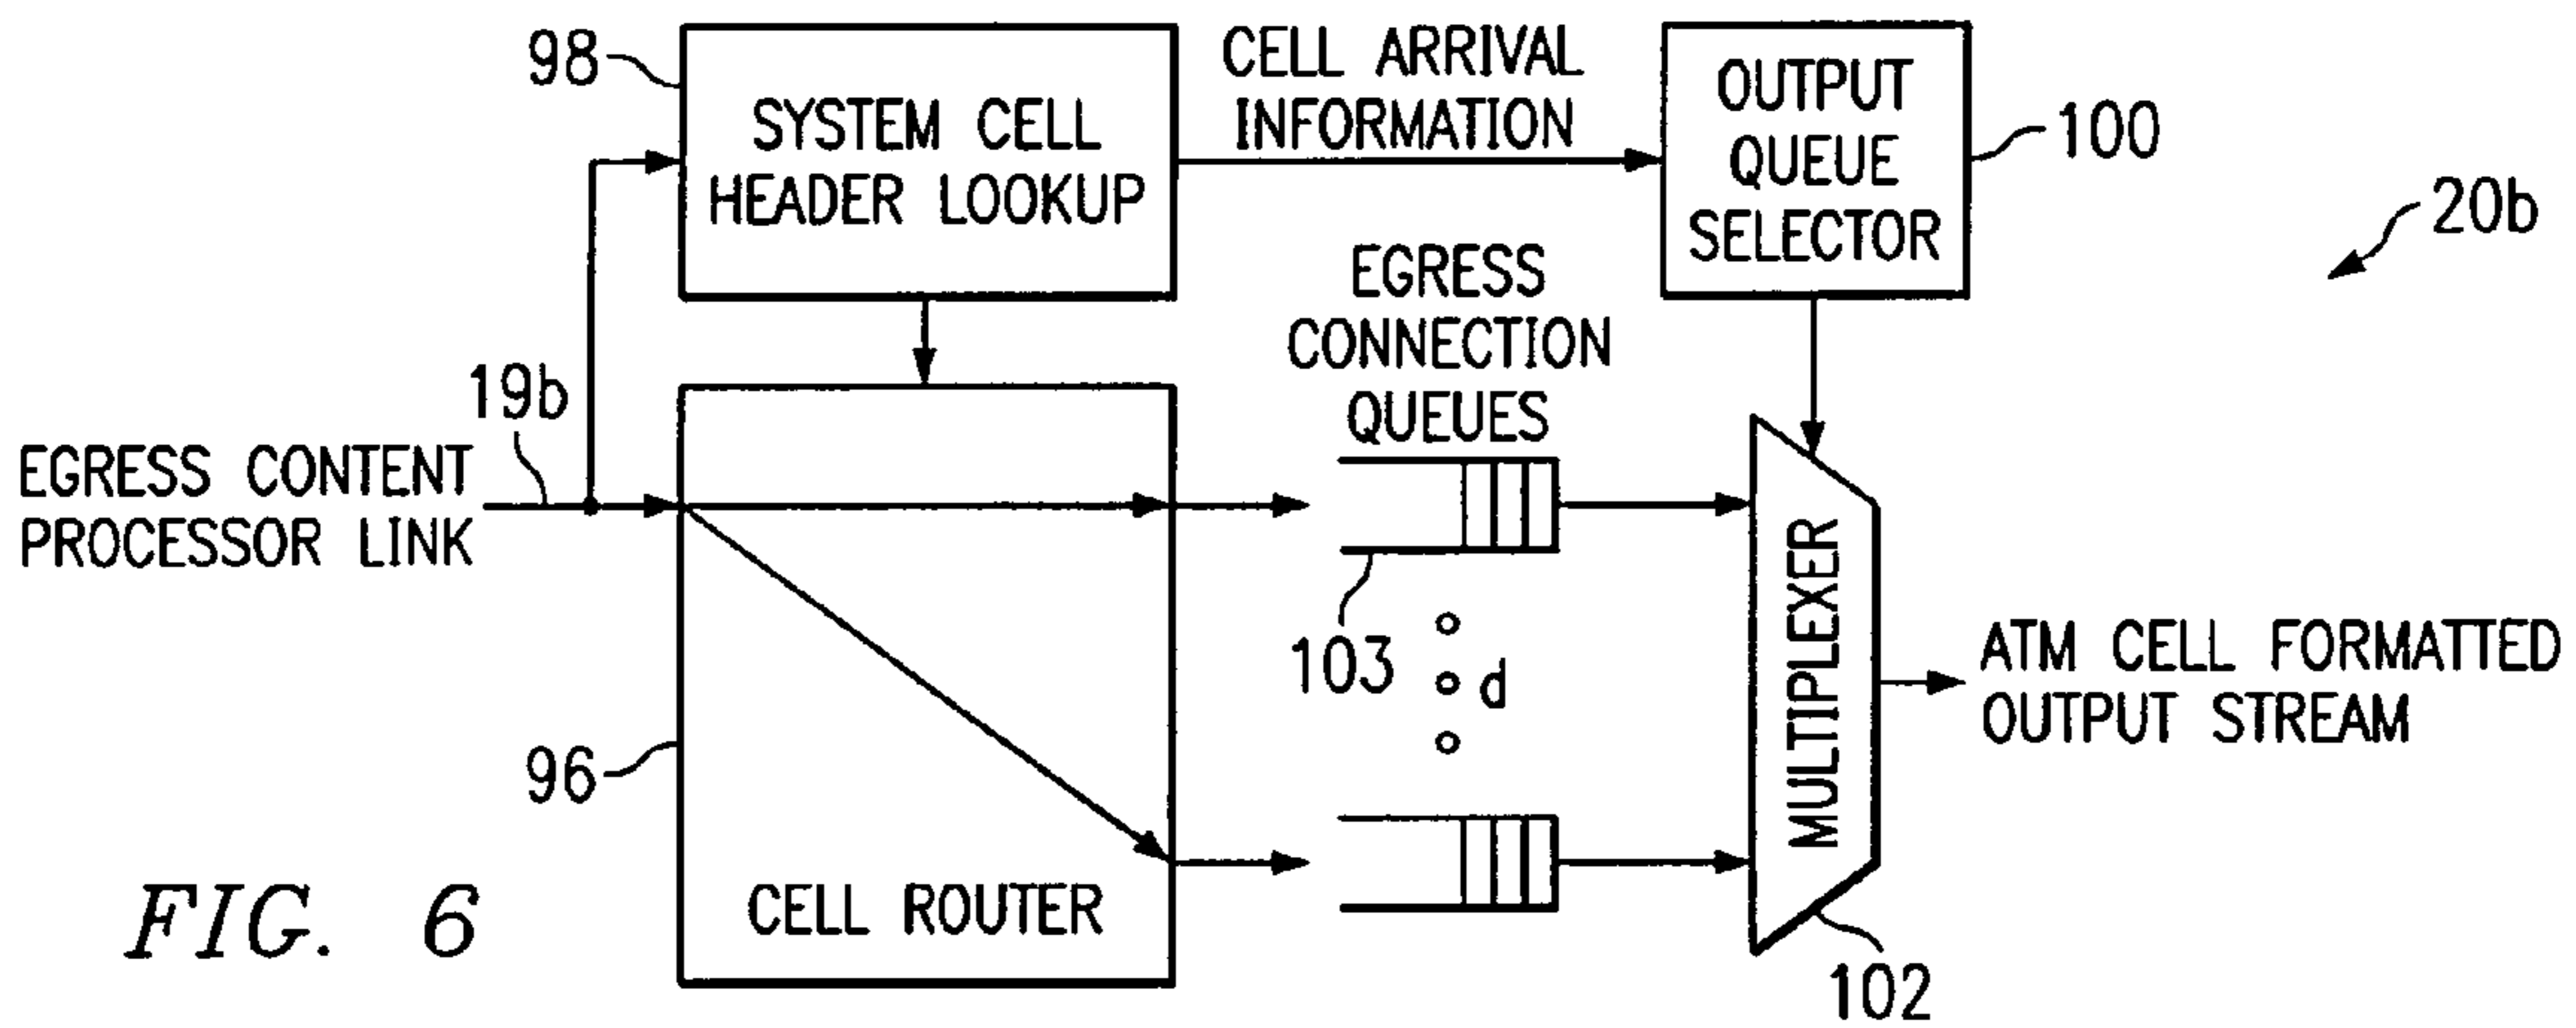 98
SYSTEM CELL
HEADER LOOKUP
CELL ARRIVAL
INFORMATION
OUTPUT
QUEUE
SELECTOR
100
20b
EGRESS
CONNECTION
QUEUES
19b
EGRESS CONTENT
PROCESSOR LINK
103
d
MULTIPLEXER
ATM CELL FORMATTED
OUTPUT STREAM
96
CELL ROUTER
102
FIG. 6